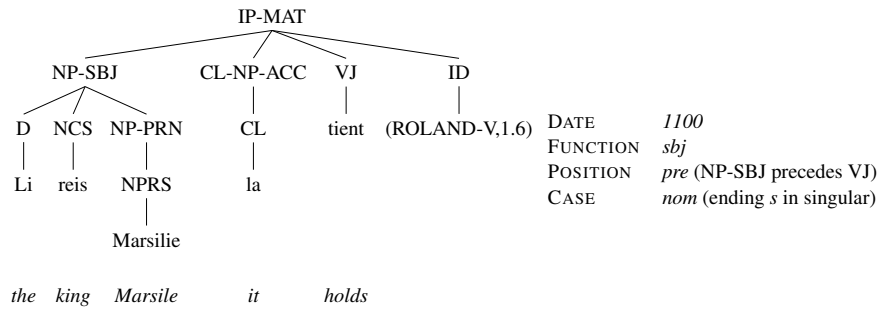 IP-MAT
NP-SBJ CL-NP-ACC VJ ID
D NCS NP-PRN CL tient (ROLAND-V,1.6)
Li reis NPRS la
Marsilie
the king Marsile it holds
DATE 1100
FUNCTION sbj
POSITION pre (NP-SBJ precedes VJ)
CASE nom (ending s in singular)